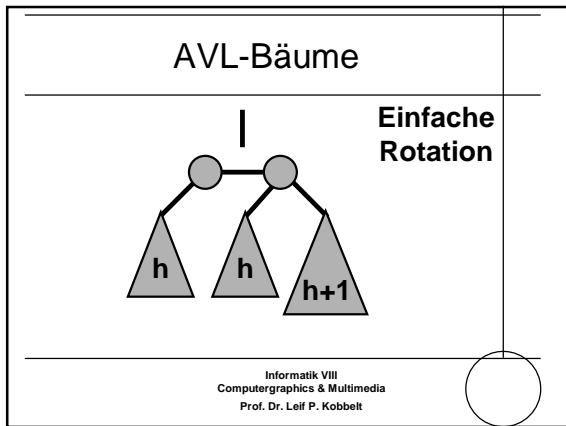 AVL-Bäume
Einfache
Rotation
h
h
h+1
Informatik VIII
Computergraphics & Multimedia
Prof. Dr. Leif P. Kobbelt